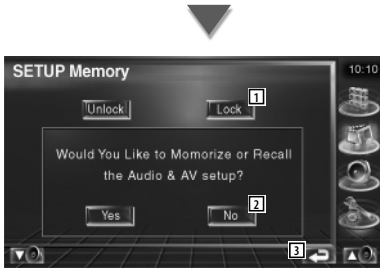 SETUP Memory
10:10
Unlock
Lock
1
Would You Like to Momorize or Recall
the Audio & AV setup?
Yes
No
2
3